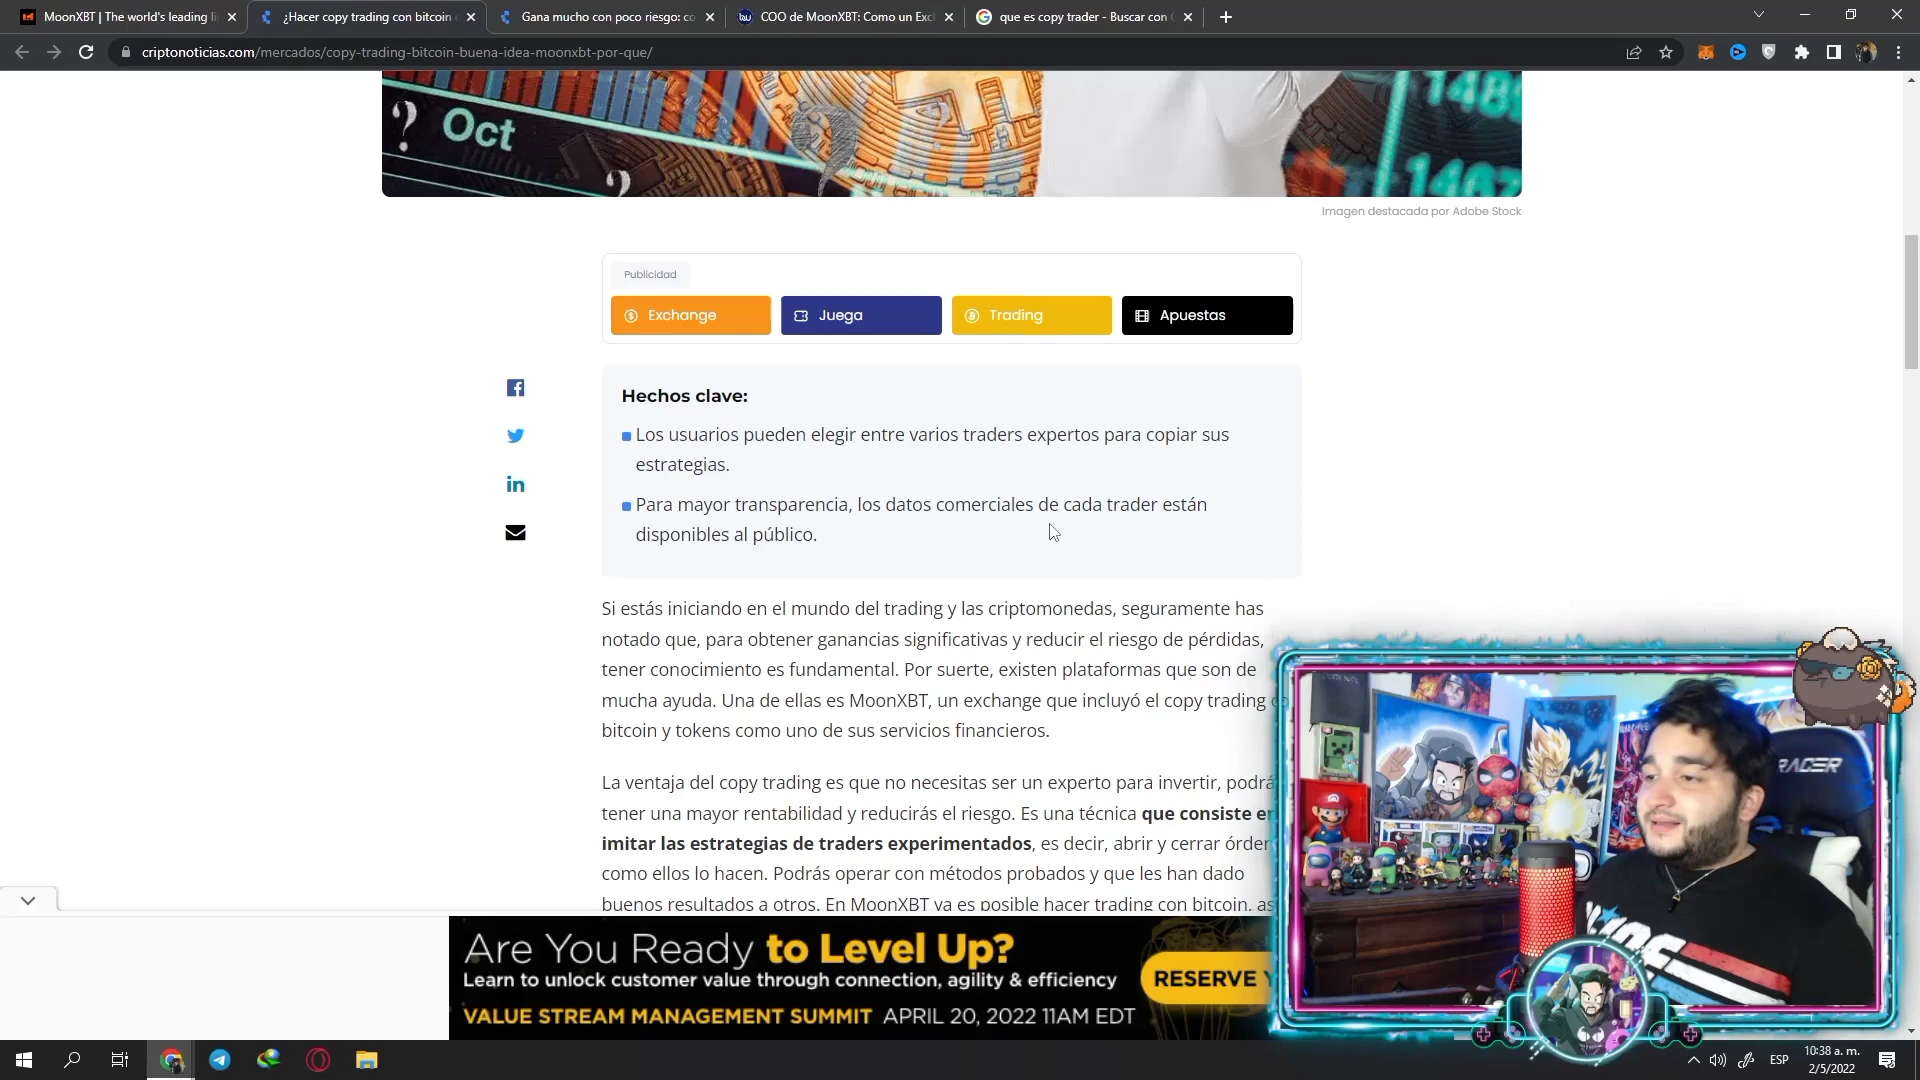 MoonXBT | The world's leading li
¿Hacer copy trading con bitcoin
Gana mucho con poco riesgo: co
COO de MoonXBT: Como un Exc
que es copy trader - Buscar con
criptonoticias.com/mercados/copy-trading-bitcoin-buena-idea-moonxbt-por-que/
? Oct
?
148
1487
Imagen destacada por Adobe Stock
Publicidad
Exchange
Juega
Trading
Apuestas
Hechos clave:
Los usuarios pueden elegir entre varios traders expertos para copiar sus
estrategias.
Para mayor transparencia, los datos comerciales de cada trader están
disponibles al público.
Si estás iniciando en el mundo del trading y las criptomonedas, seguramente has
notado que, para obtener ganancias significativas y reducir el riesgo de pérdidas,
tener conocimiento es fundamental. Por suerte, existen plataformas que son de
mucha ayuda. Una de ellas es MoonXBT, un exchange que incluyó el copy trading
bitcoin y tokens como uno de sus servicios financieros.
La ventaja del copy trading es que no necesitas ser un experto para invertir, podrá
tener una mayor rentabilidad y reducirás el riesgo. Es una técnica que consiste en
imitar las estrategias de traders experimentados, es decir, abrir y cerrar órden
como ellos lo hacen. Podrás operar con métodos probados y que les han dado
buenos resultados a otros. En MoonXBT ya es posible hacer trading con bitcoin, as
Are You Ready to Level Up?
Learn to unlock customer value through connection, agility & efficiency
VALUE STREAM MANAGEMENT SUMMIT APRIL 20, 2022 11AM EDT
RESERVE Y
RACER
ESP
10:38 a. m.
2/5/2022